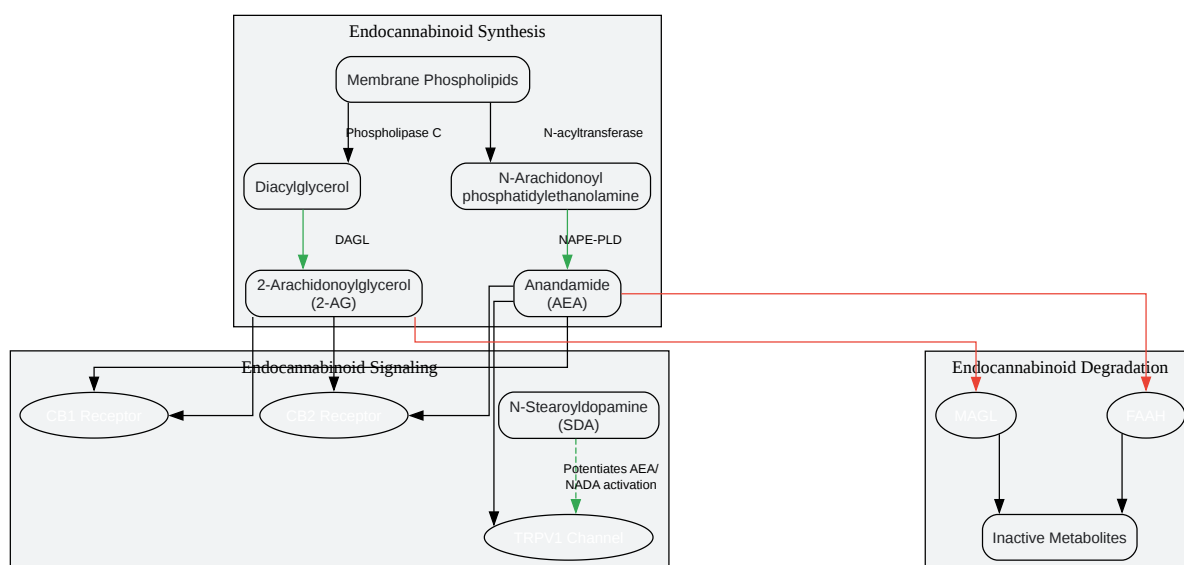 Endocannabinoid Synthesis
Membrane Phospholipids
Phospholipase C
N-acyltransferase
Diacylglycerol
N-Arachidonoyl
phosphatidylethanolamine
DAGL
NAPE-PLD
2-Arachidonoylglycerol
(2-AG)
Anandamide
(AEA)
Endocannabinoid Signaling
CB1 Receptor
CB2 Receptor
N-Stearoyldopamine
(SDA)
Potentiates AEA/
NADA activation
TRPV1 Channel
Endocannabinoid Degradation
MAGL
FAAH
Inactive Metabolites